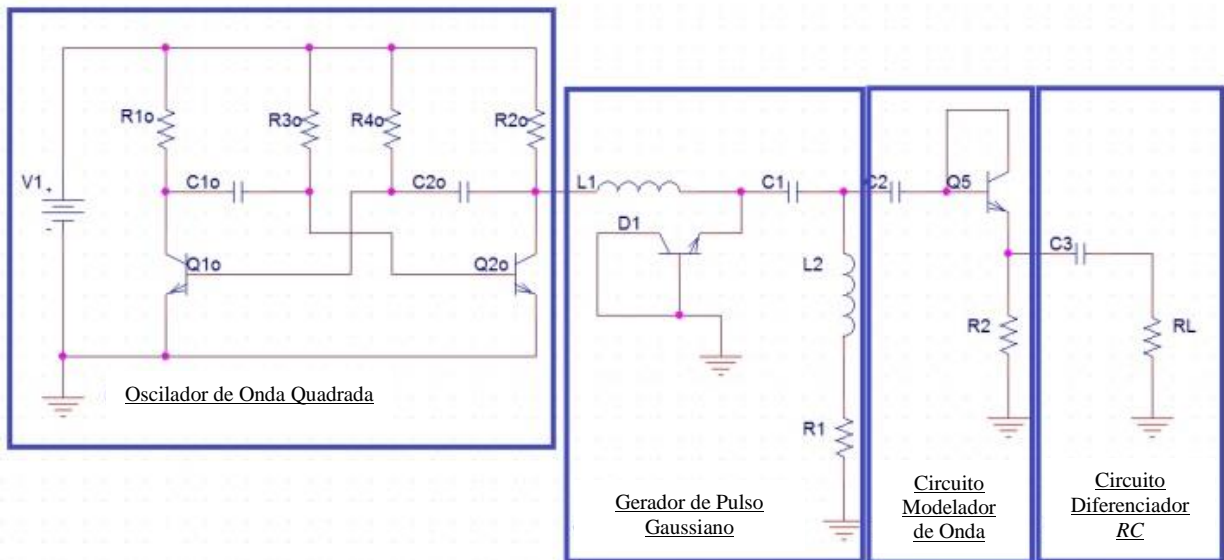 R1o
R3o
R4o
R2o
V1
+
-
C1o
C2o
Q1o
Q2o
Oscilador de Onda Quadrada
L1
C1
D1
L2
R1
Gerador de Pulso
Gaussiano
C2
Q5
R2
Circuito
Modelador
de Onda
C3
RL
Circuito
Diferenciador
RC